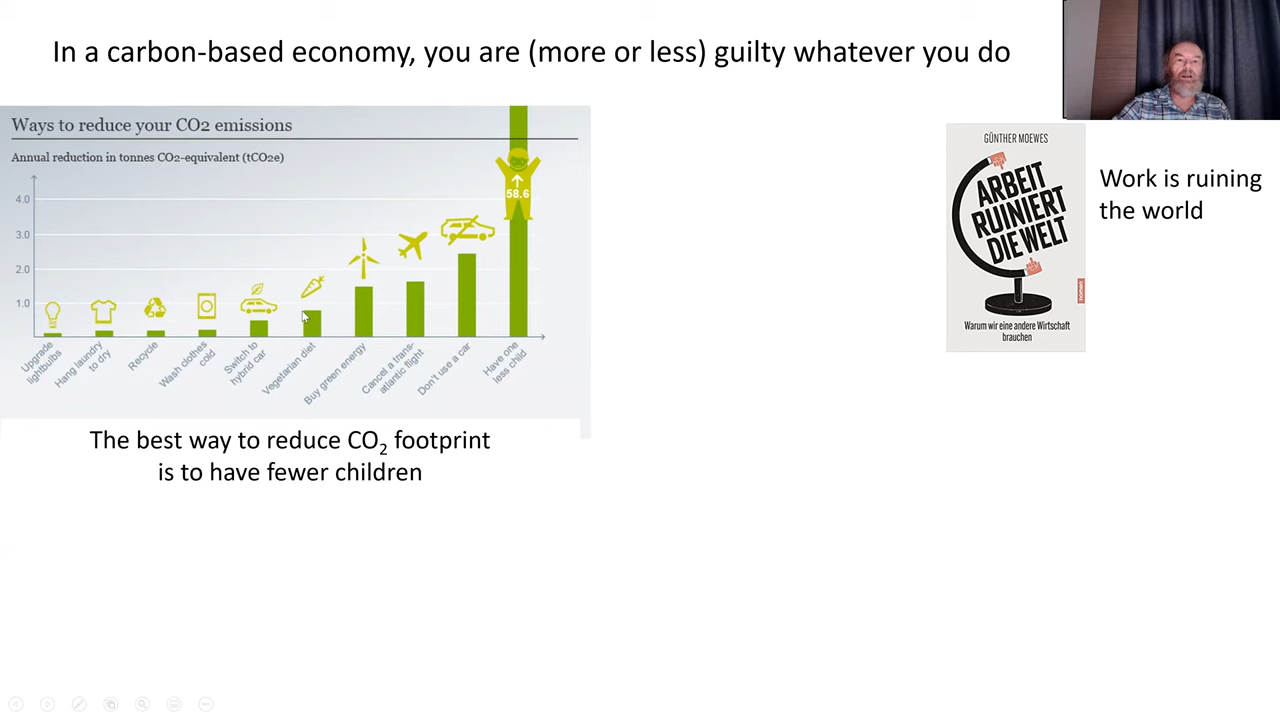 In a carbon-based economy, you are (more or less) guilty whatever you do
Ways to reduce your CO2 emissions
Annual reduction in tonnes CO2-equivalent (tCO2e)
4.0
3.0
2.0
1.0
58.6
Upgrade
lightbulbs
Hang laundry
to dry
Recycle
Wash clothes
cold
Switch to
hybrid car
Vegetarian diet
Buy green energy
Cancel a trans-
atlantic flight
Don't use a car
Have one
less child
The best way to reduce CO₂ footprint
is to have fewer children
GÜNTHER MOEWES
ARBEIT
RUINIERT
DIE WELT
nomen
Warum wir eine andere Wirtschaft
brauchen
Work is ruining
the world